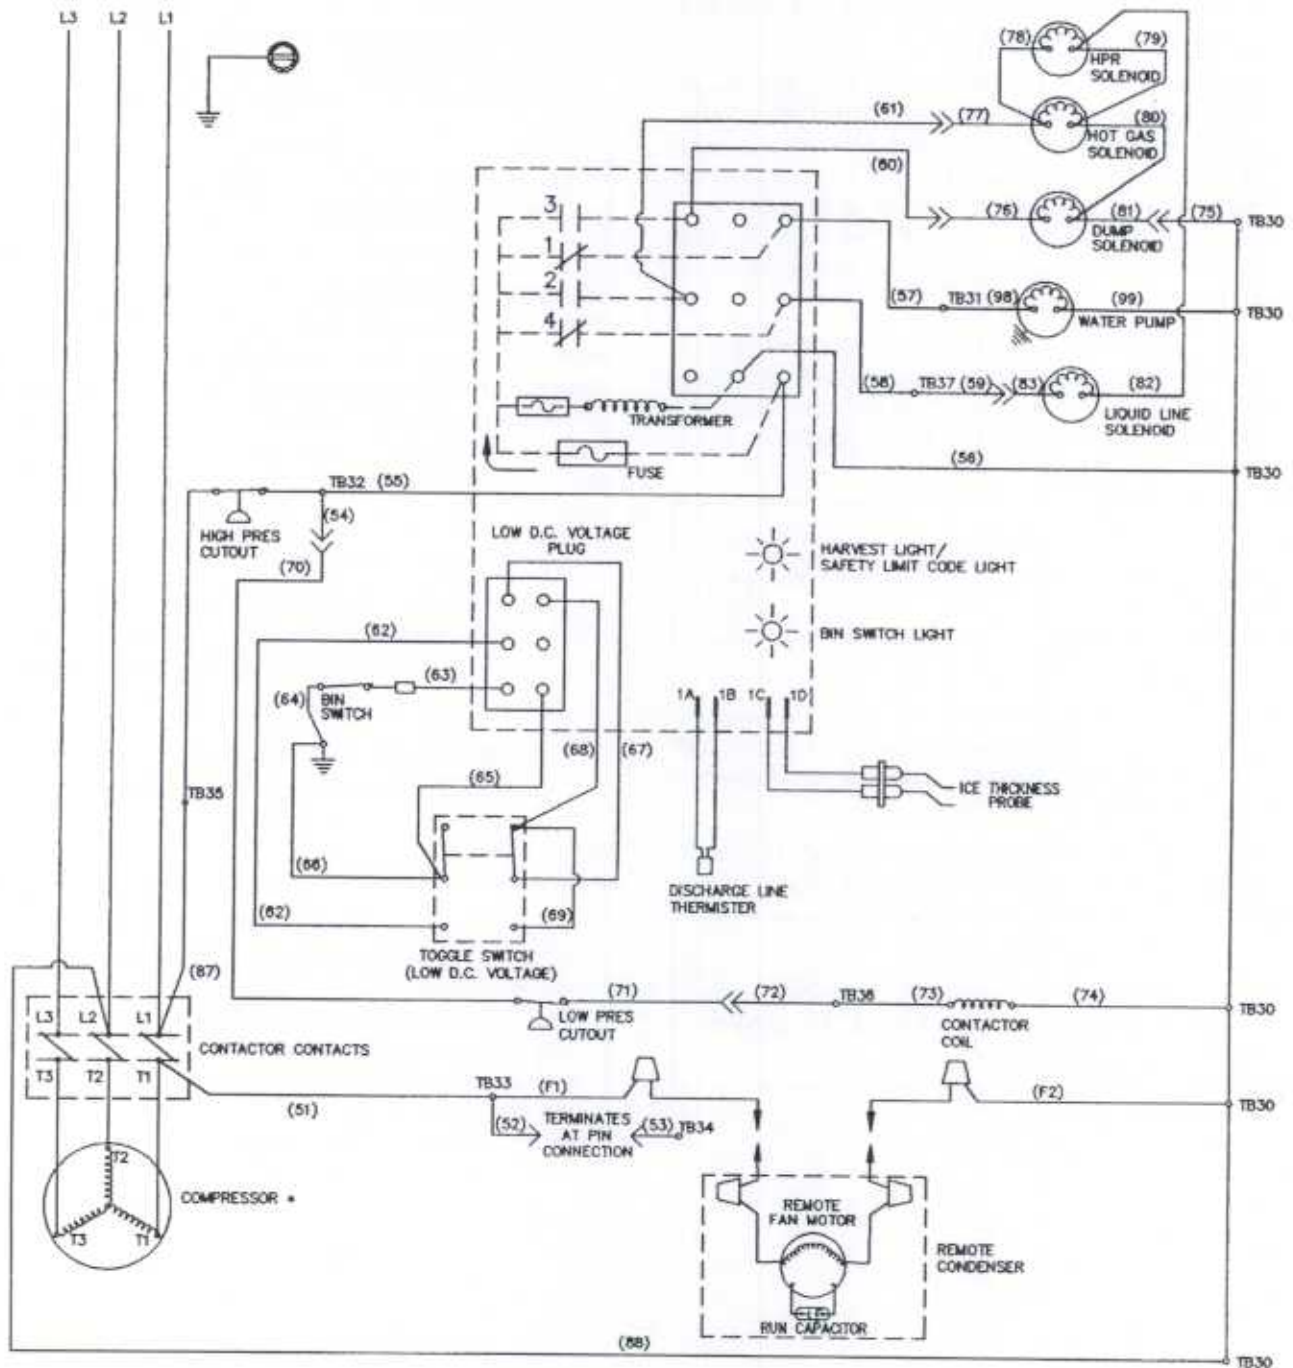 L3 L2 L1
(78) (79)
HPR
SOLENOID
(61) (77) (80)
HOT GAS
SOLENOID
(60)
3
(76) (81) (75) TB30
DUMP
SOLENOID
1
2
(57) TB31 (98) (99) TB30
WATER PUMP
4
(58) TB37 (59) (83) (82)
LIQUID LINE
SOLENOID
TRANSFORMER
FUSE
(56) TB30
TB32 (55)
(54)
HIGH PRES
CUTOUT
LOW D.C. VOLTAGE
PLUG
HARVEST LIGHT/
SAFETY LIMIT CODE LIGHT
(70)
(62)
BIN SWITCH LIGHT
(63)
(64) BIN
SWITCH
1A 1B 1C 1D
(68) (67)
(65)
TB35
ICE THICKNESS
PROBE
(66)
DISCHARGE LINE
THERMISTER
(62) (69)
TOGGLE SWITCH
(LOW D.C. VOLTAGE)
(87)
(71) (72) TB38 (73) (74) TB30
LOW PRES
CUTOUT
CONTACTOR
COIL
L3 L2 L1
CONTACTOR CONTACTS
T3 T2 T1
TB33 (F1) (F2) TB30
(51)
(52) TERMINATES
AT PIN
CONNECTION
(53) TB34
T2
COMPRESSOR *
T3 T1
REMOTE
FAN MOTOR
REMOTE
CONDENSER
RUN CAPACITOR
(88) TB30